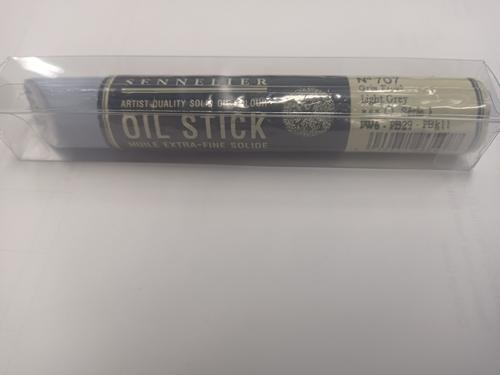 SENNELIER
ARTIST QUALITY SOLID OIL COLOUR
OIL STICK
HUILE EXTRA-FINE SOLIDE
N° 707
Light Grey
PW6 - PB29 - PBk11